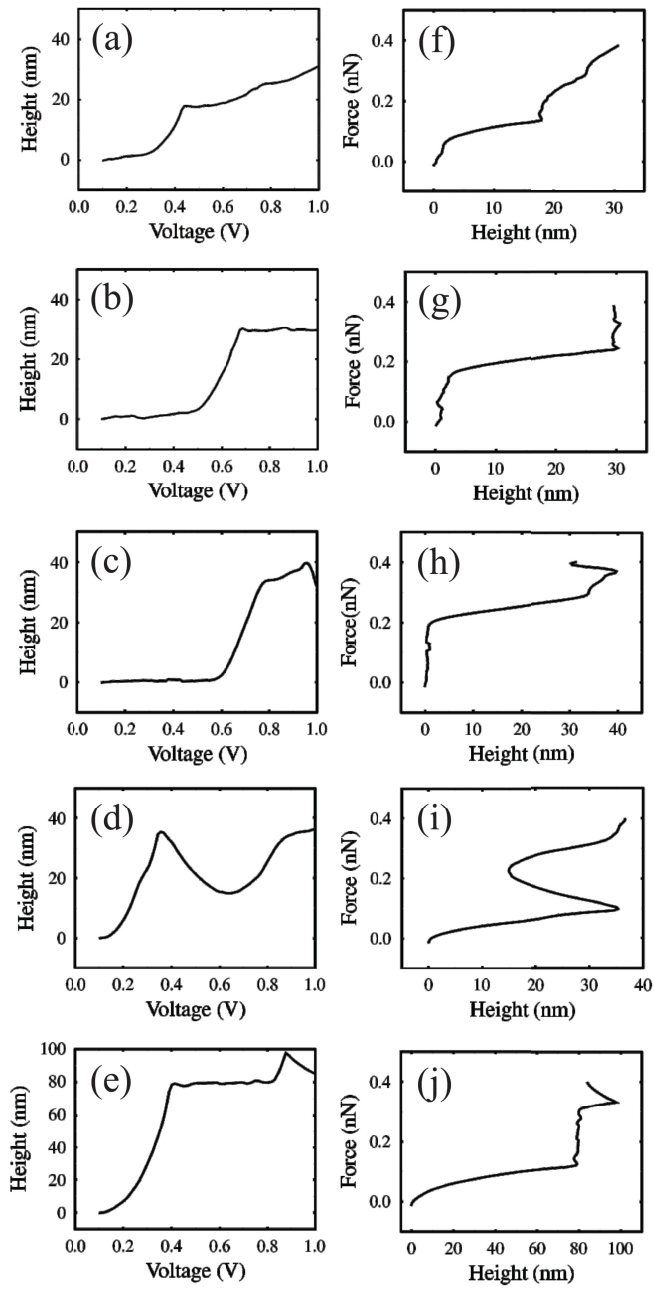 (a)
Height (nm)
40
20
0
0.0 0.2 0.4 0.6 0.8 1.0
Voltage (V)
(f)
Force (nN)
0.4
0.2
0.0
0 10 20 30
Height (nm)
(b)
Height (nm)
40
20
0
0.0 0.2 0.4 0.6 0.8 1.0
Voltage (V)
(g)
Force (nN)
0.4
0.2
0.0
0 10 20 30
Height (nm)
(c)
Height (nm)
40
20
0
0.0 0.2 0.4 0.6 0.8 1.0
Voltage (V)
(h)
Force(nN)
0.4
0.2
0.0
0 10 20 30 40
Height (nm)
(d)
Height (nm)
40
20
0
0.0 0.2 0.4 0.6 0.8 1.0
Voltage (V)
(i)
Force (nN)
0.4
0.2
0.0
0 10 20 30 40
Height (nm)
(e)
Height (nm)
100
80
60
40
20
0
0.0 0.2 0.4 0.6 0.8 1.0
Voltage (V)
(j)
Force (nN)
0.4
0.2
0.0
0 20 40 60 80 100
Height (nm)